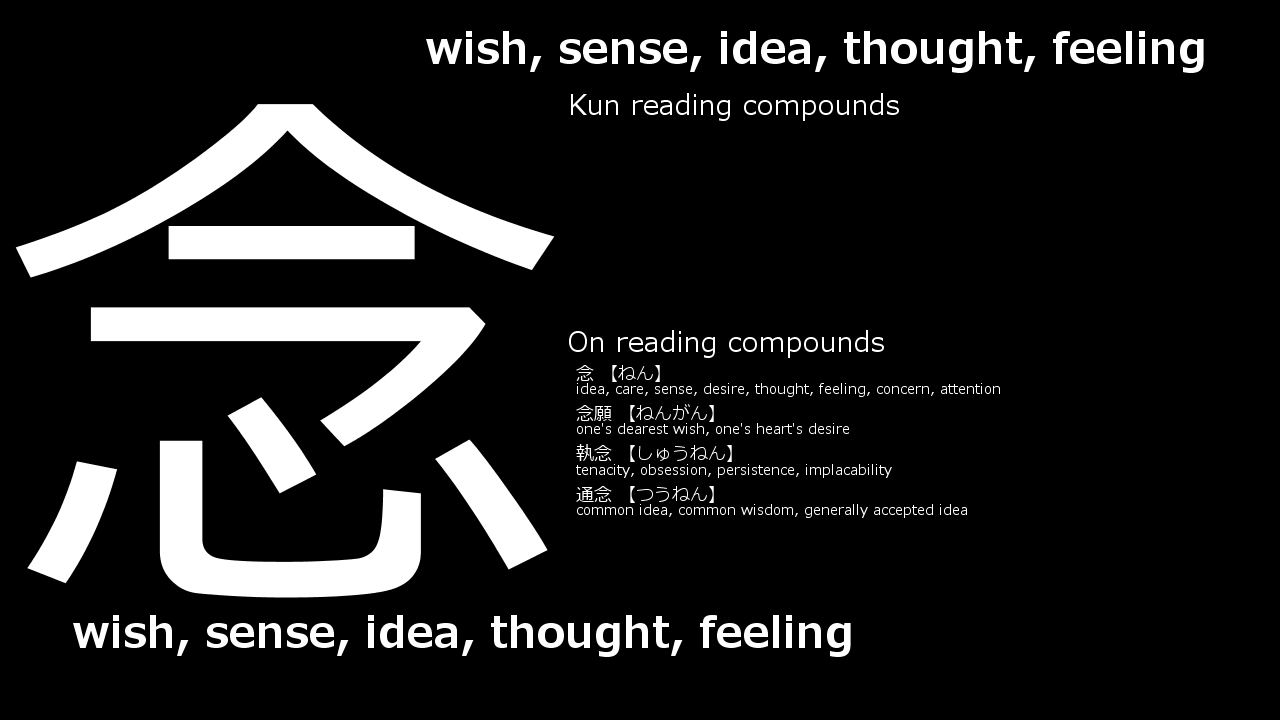 wish, sense, idea, thought, feeling
Kun reading compounds
念
On reading compounds
念 【ねん】
idea, care, sense, desire, thought, feeling, concern, attention
念願 【ねんがん】
one's dearest wish, one's heart's desire
執念 【しゅうねん】
tenacity, obsession, persistence, implacability
通念 【つうねん】
common idea, common wisdom, generally accepted idea
wish, sense, idea, thought, feeling